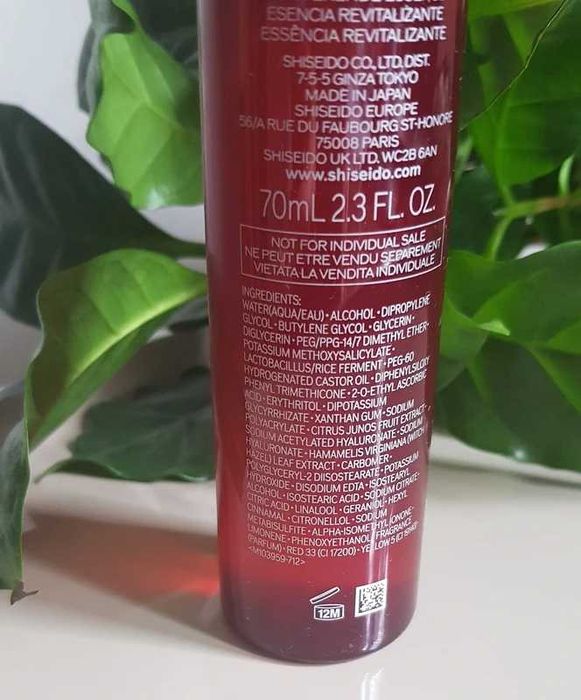 ESENCIA REVITALIZANTE
ESSÊNCIA REVITALIZANTE
SHISEIDO CO., LTD. DIST.
7-5-5 GINZA TOKYO
MADE IN JAPAN
SHISEIDO EUROPE
56/A RUE DU FAUBOURG ST-HONORE
75008 PARIS
SHISEIDO UK LTD. WC2B 6AN
www.shiseido.com
70mL 2.3 FL. OZ.
NOT FOR INDIVIDUAL SALE
NE PEUT ETRE VENDU SEPAREMENT
VIETATA LA VENDITA INDIVIDUALE
INGREDIENTS:
WATER(AQUA/EAU)・ALCOHOL・DIPROPYLENE
GLYCOL・BUTYLENE GLYCOL・GLYCERIN・
DIGLYCERIN・PEG/PPG-14/7 DIMETHYL ETHER・
POTASSIUM METHOXYSALICYLATE・
LACTOBACILLUS/RICE FERMENT・PEG-60
HYDROGENATED CASTOR OIL・DIPHENYLSILOXY
PHENYL TRIMETHICONE・2-O-ETHYL ASCORBIC
ACID・ERYTHRITOL・DIPOTASSIUM
GLYCYRRHIZATE・XANTHAN GUM・SODIUM
POLYACRYLATE・CITRUS JUNOS FRUIT EXTRACT・
SODIUM ACETYLATED HYALURONATE・SODIUM
HYALURONATE・HAMAMELIS VIRGINIANA (WITCH
HAZEL) LEAF EXTRACT・CARBOMER・
POLYGLYCERYL-2 DIISOSTEARATE・POTASSIUM
HYDROXIDE・DISODIUM EDTA・ISOSTEARYL
ALCOHOL・ISOSTEARIC ACID・SODIUM CITRATE・
CITRIC ACID・LINALOOL・GERANIOL・HEXYL
CINNAMAL・CITRONELLOL・SODIUM
METABISULFITE・ALPHA-ISOMETHYL IONONE・
LIMONENE・PHENOXYETHANOL・FRAGRANCE
(PARFUM)・RED 33 (CI 17200)・YELLOW 5 (CI 19140)・
<M103959-712>
12M